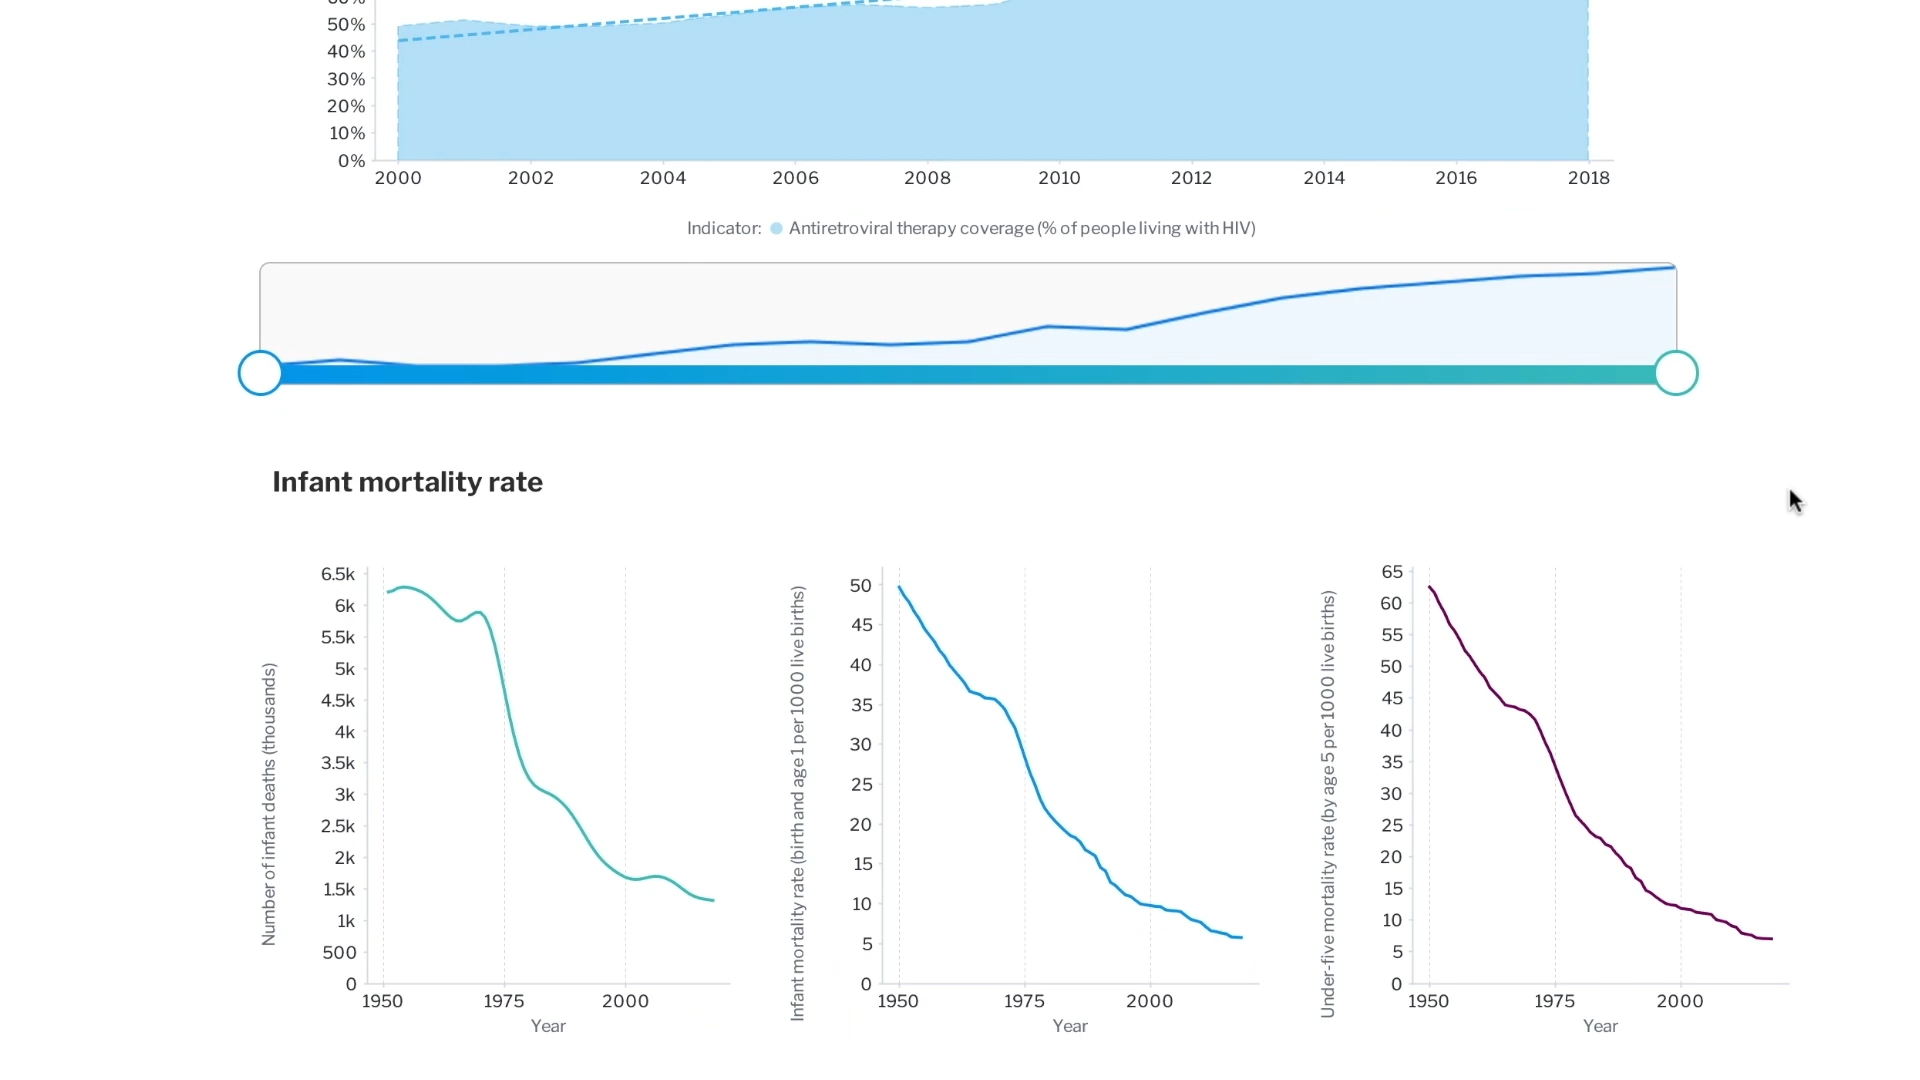 50%
40%
30%
20%
10%
0%
2000 2002 2004 2006 2008 2010 2012 2014 2016 2018
Indicator: Antiretroviral therapy coverage (% of people living with HIV)
Infant mortality rate
Number of infant deaths (thousands)
6.5k
6k
5.5k
5k
4.5k
4k
3.5k
3k
2.5k
2k
1.5k
1k
500
0
1950 1975 2000
Year
Infant mortality rate (birth and age 1 per 1000 live births)
50
45
40
35
30
25
20
15
10
5
0
1950 1975 2000
Year
Under-five mortality rate (by age 5 per 1000 live births)
65
60
55
50
45
40
35
30
25
20
15
10
5
0
1950 1975 2000
Year